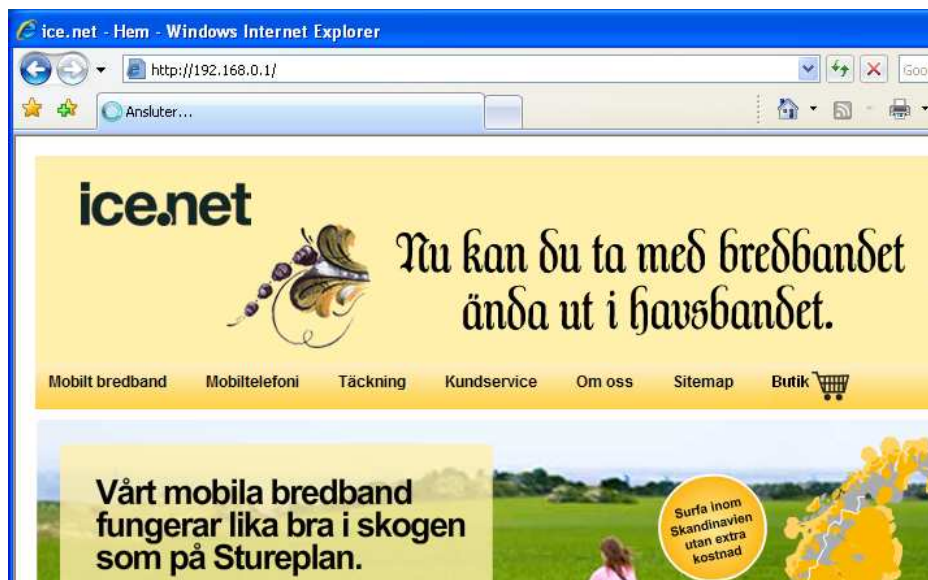 ice.net - Hem - Windows Internet Explorer
http://192.168.0.1/
Goo
Ansluter...
ice.net
Nu kan du ta med bredbandet
ända ut i havsbandet.
Mobilt bredband Mobiltelefoni Täckning Kundservice Om oss Sitemap Butik
Vårt mobila bredband
fungerar lika bra i skogen
som på Stureplan.
Surfa inom
Skandinavien
utan extra
kostnad